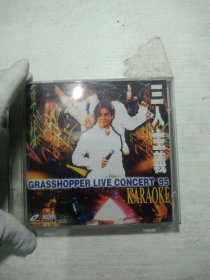 三人主義
GRASSHOPPER LIVE CONCERT '95
KARAOKE